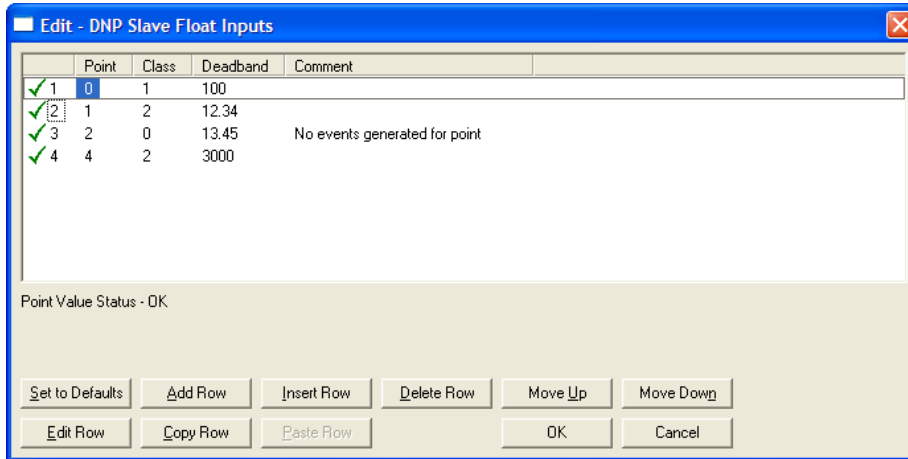 Edit - DNP Slave Float Inputs
Point Class Deadband Comment
1 0 1 100
2 1 2 12.34
3 2 0 13.45 No events generated for point
4 4 2 3000
Point Value Status - OK
Set to Defaults Add Row Insert Row Delete Row Move Up Move Down
Edit Row Copy Row Paste Row OK Cancel